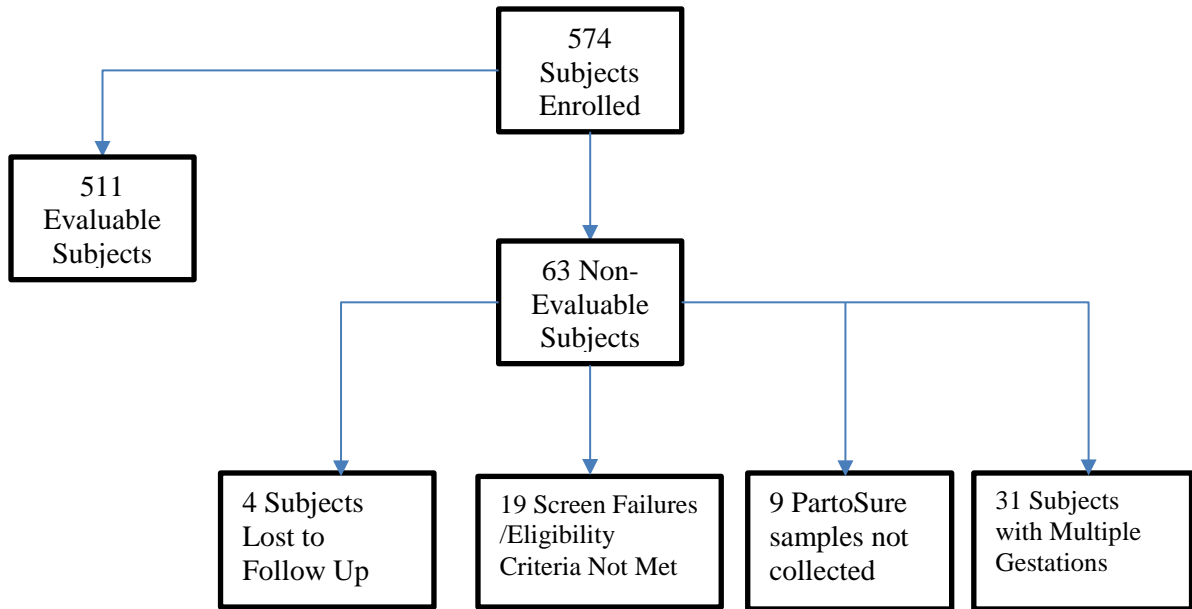 574
Subjects
Enrolled
511
Evaluable
Subjects
63 Non-
Evaluable
Subjects
4 Subjects
Lost to
Follow Up
19 Screen Failures
/Eligibility
Criteria Not Met
9 PartoSure
samples not
collected
31 Subjects
with Multiple
Gestations